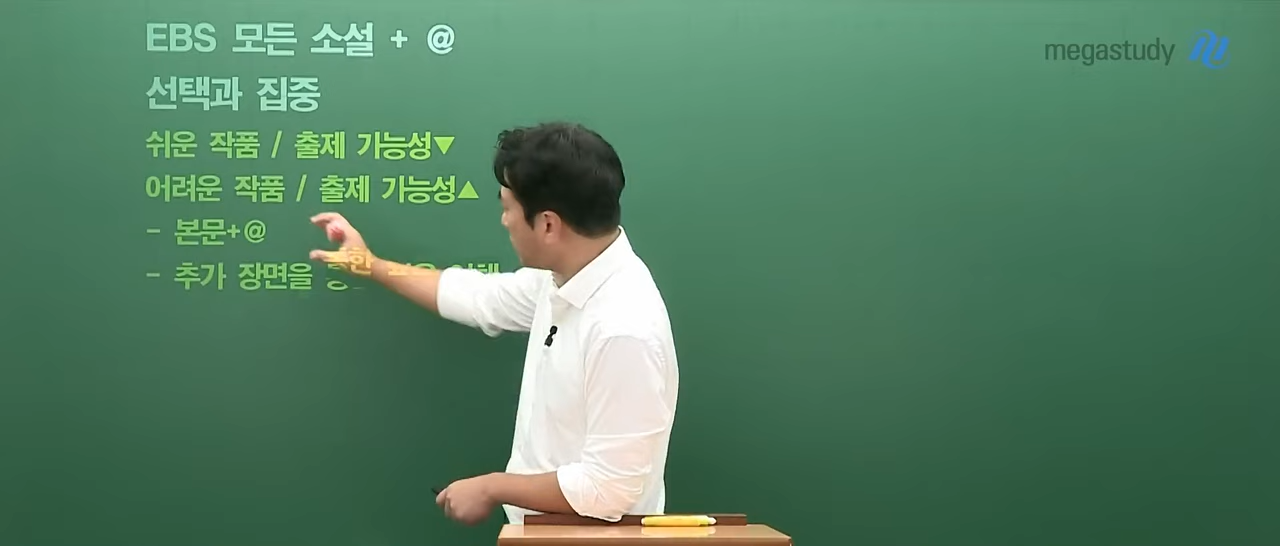 EBS 모든 소설 + @
선택과 집중
쉬운 작품 / 출제 가능성▼
어려운 작품 / 출제 가능성▲
- 본문+@
- 추가 장면을
megastudy